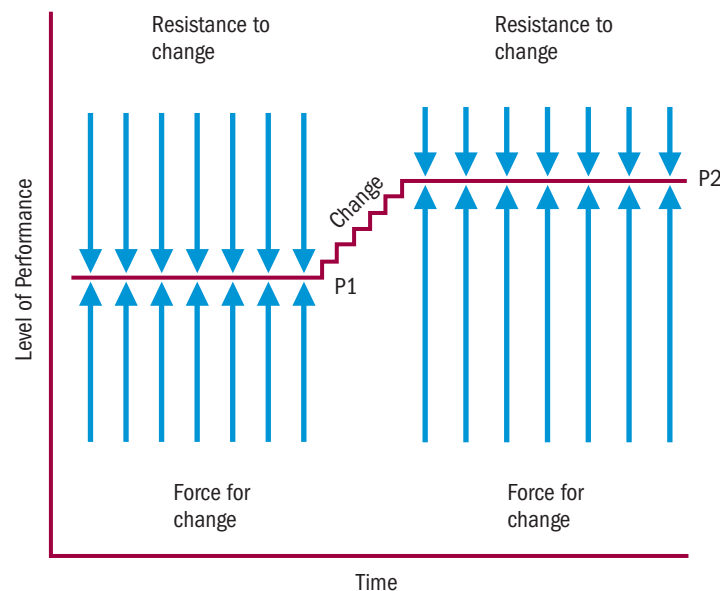 Resistance to
change
Resistance to
change
Level of Performance
Change
P1
P2
Force for
change
Force for
change
Time